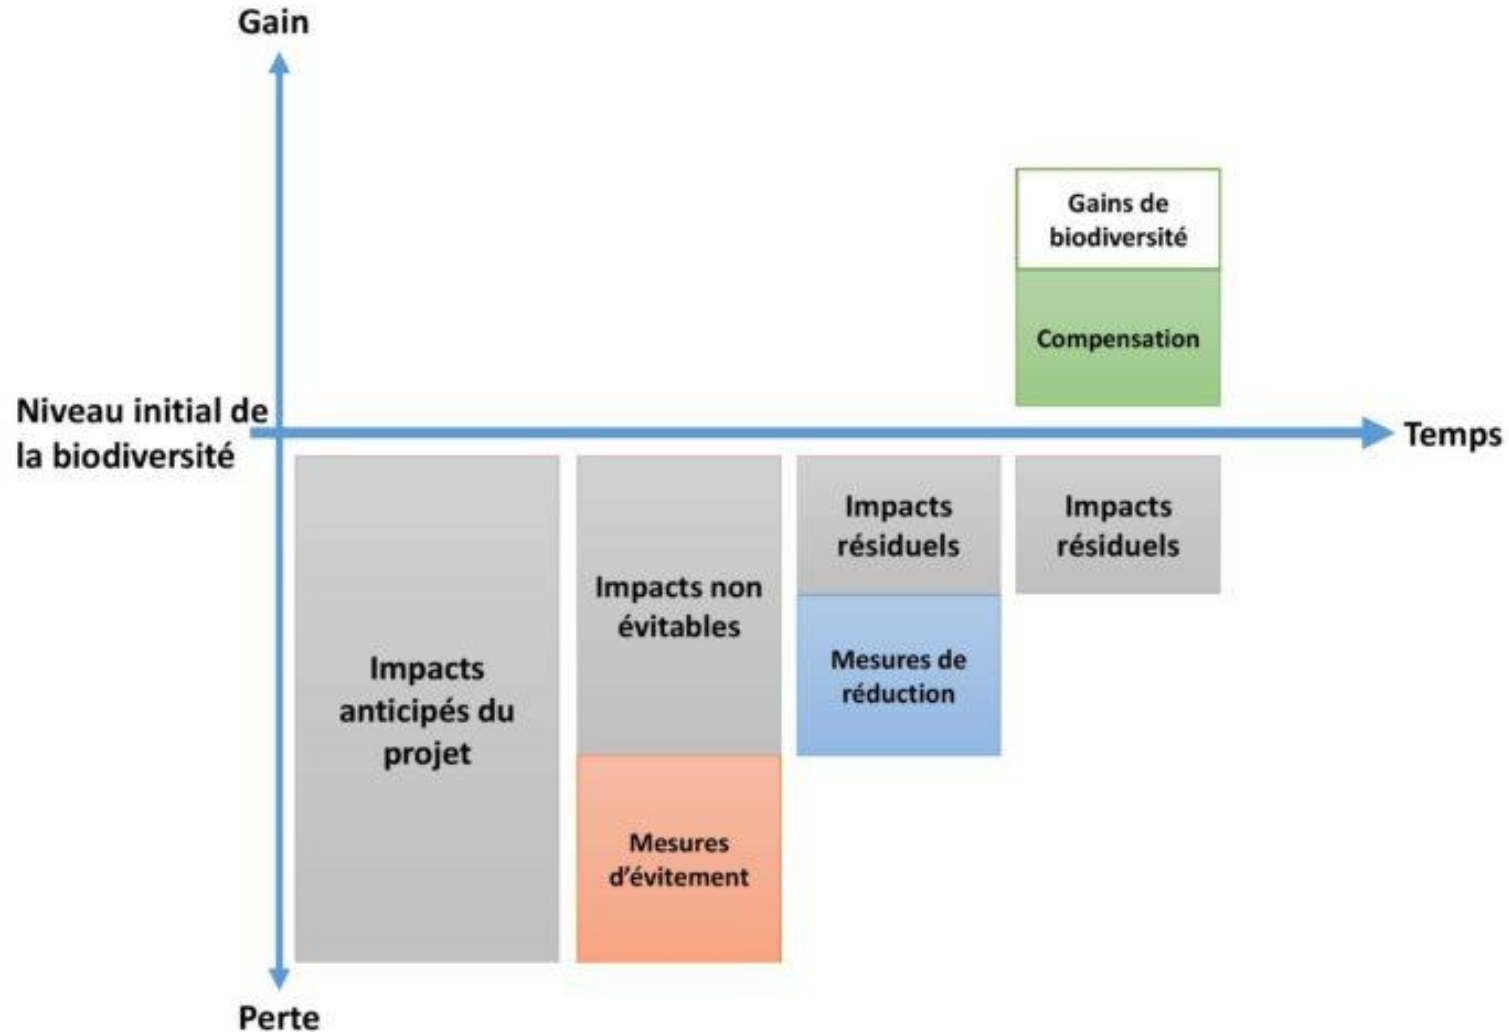 Gain
Gains de
biodiversité
Compensation
Niveau initial de
la biodiversité
Temps
Impacts
anticipés du
projet
Impacts non
évitables
Mesures
d'évitement
Impacts
résiduels
Mesures de
réduction
Impacts
résiduels
Perte